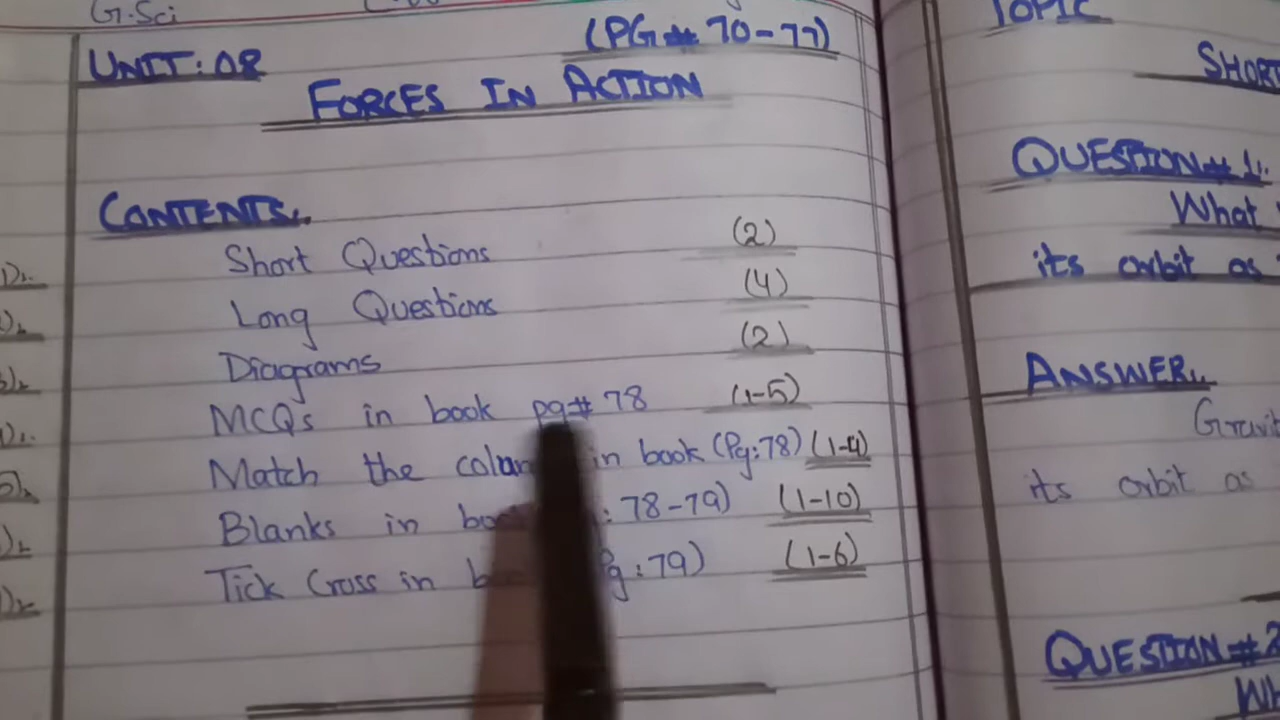 G.Sci
UNIT: 08
(PG# 70-77)
FORCES IN ACTION
CONTENTS:.
Short Questions (2)
Long Questions (4)
Diagrams (2)
MCQs in book pg# 78 (1-5)
Match the colum in book (Pg:78) (1-4)
Blanks in : 78-79) (1-10)
Tick Cross in Pg:79) (1-6)
TOPIC
SHORT
QUESTION# 1:.
What
its orbit as
ANSWER:.
its orbit as
QUESTION# 2